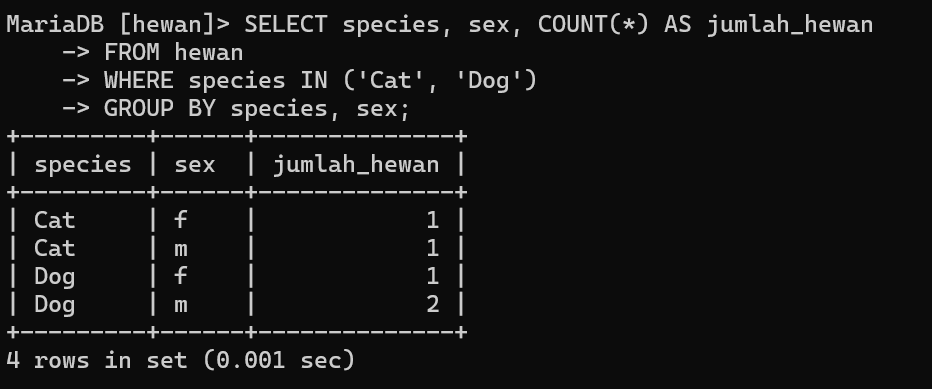 MariaDB [hewan]> SELECT species, sex, COUNT(*) AS jumlah_hewan
    -> FROM hewan
    -> WHERE species IN ('Cat', 'Dog')
    -> GROUP BY species, sex;
+---------+------+--------------+
| species | sex  | jumlah_hewan |
+---------+------+--------------+
| Cat     | f    |            1 |
| Cat     | m    |            1 |
| Dog     | f    |            1 |
| Dog     | m    |            2 |
+---------+------+--------------+
4 rows in set (0.001 sec)